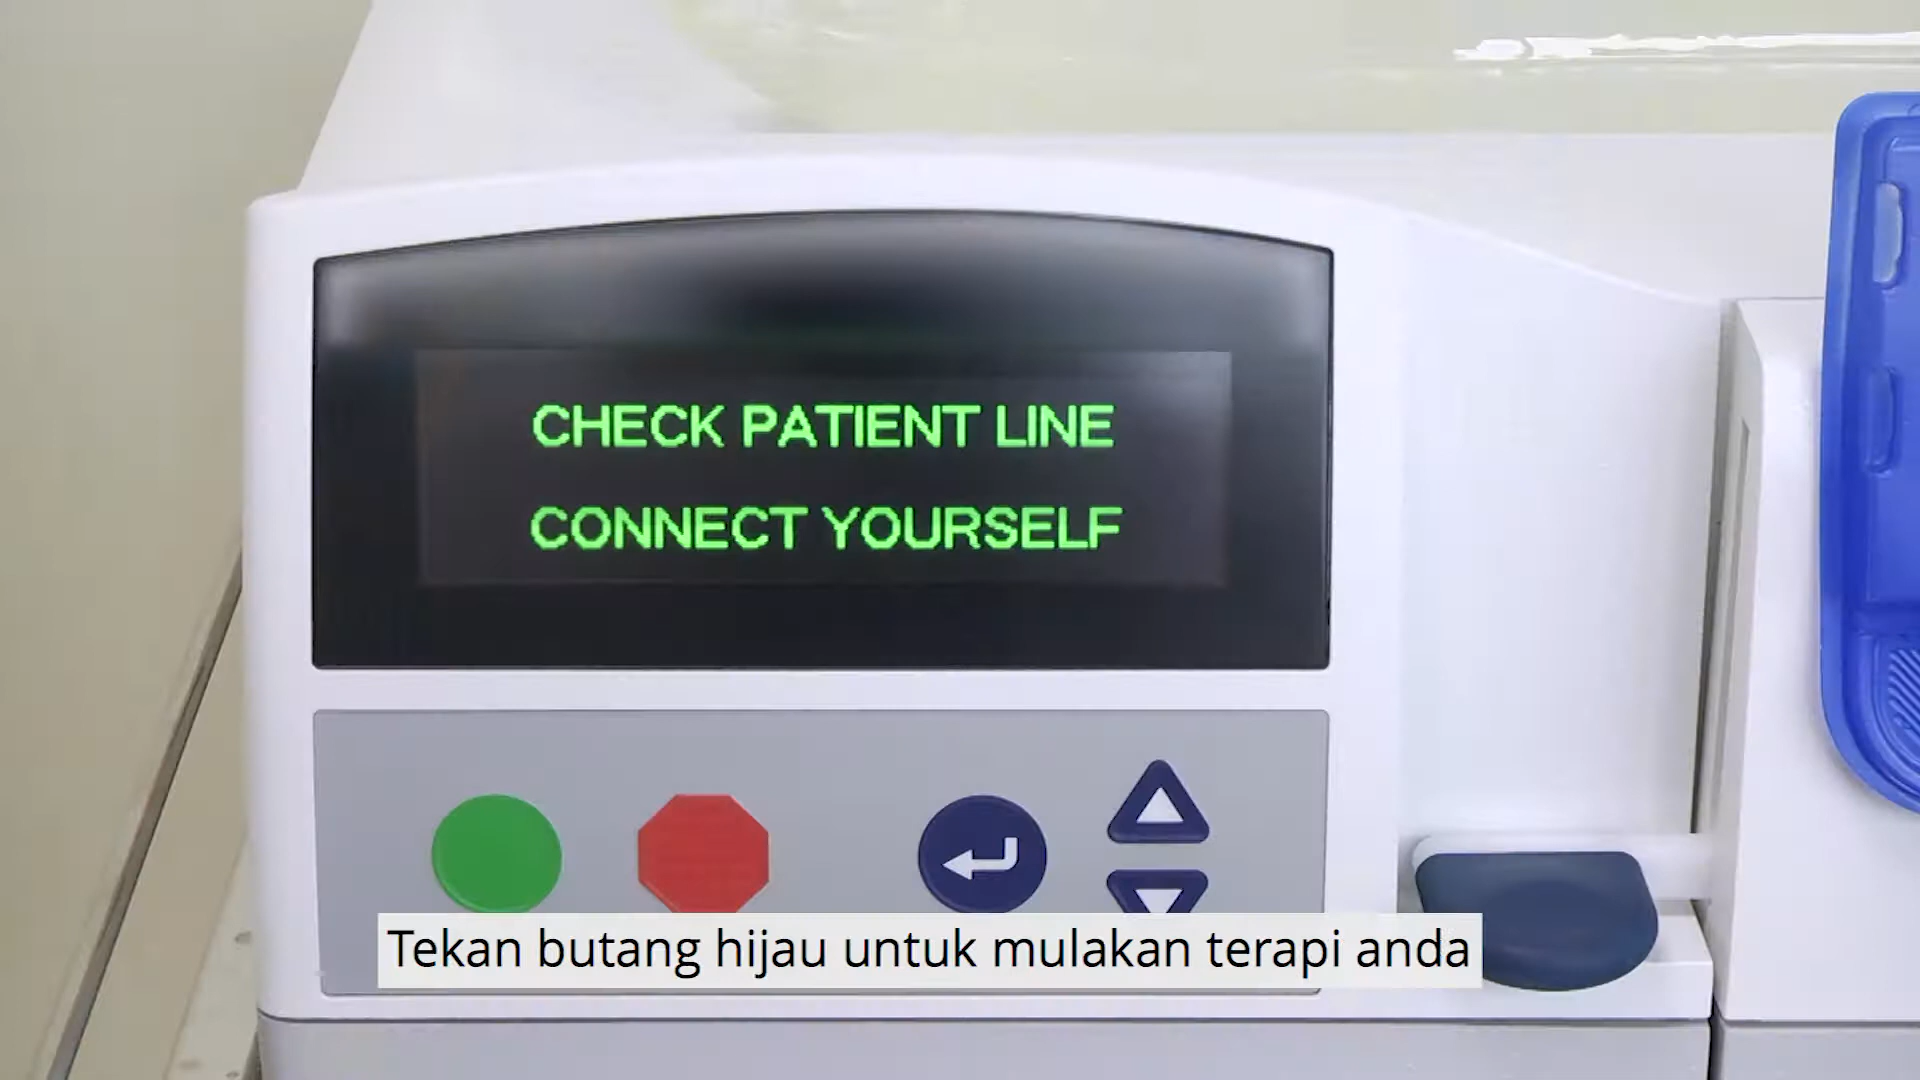 CHECK PATIENT LINE
CONNECT YOURSELF
Tekan butang hijau untuk mulakan terapi anda